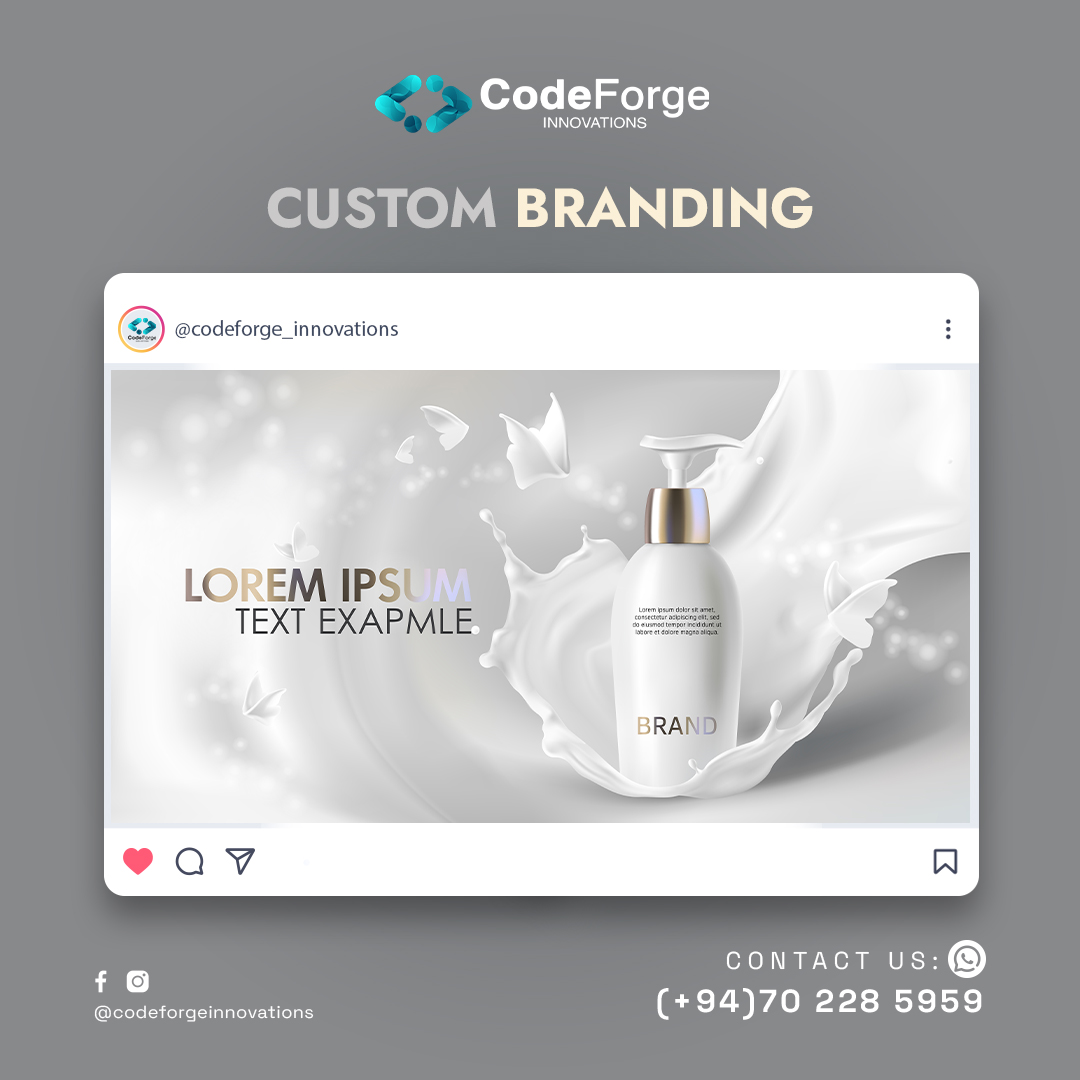 CodeForge
INNOVATIONS
CUSTOM BRANDING
CodeForge
@codeforge_innovations
LOREM IPSUM
TEXT EXAPMLE
Lorem ipsum dolor sit amet,
consectetur adipiscing elit, sed
do eiusmod tempor incididunt ut
labore et dolore magna aliqua.
BRAND
CONTACT US:
(+94)70 228 5959
@codeforgeinnovations